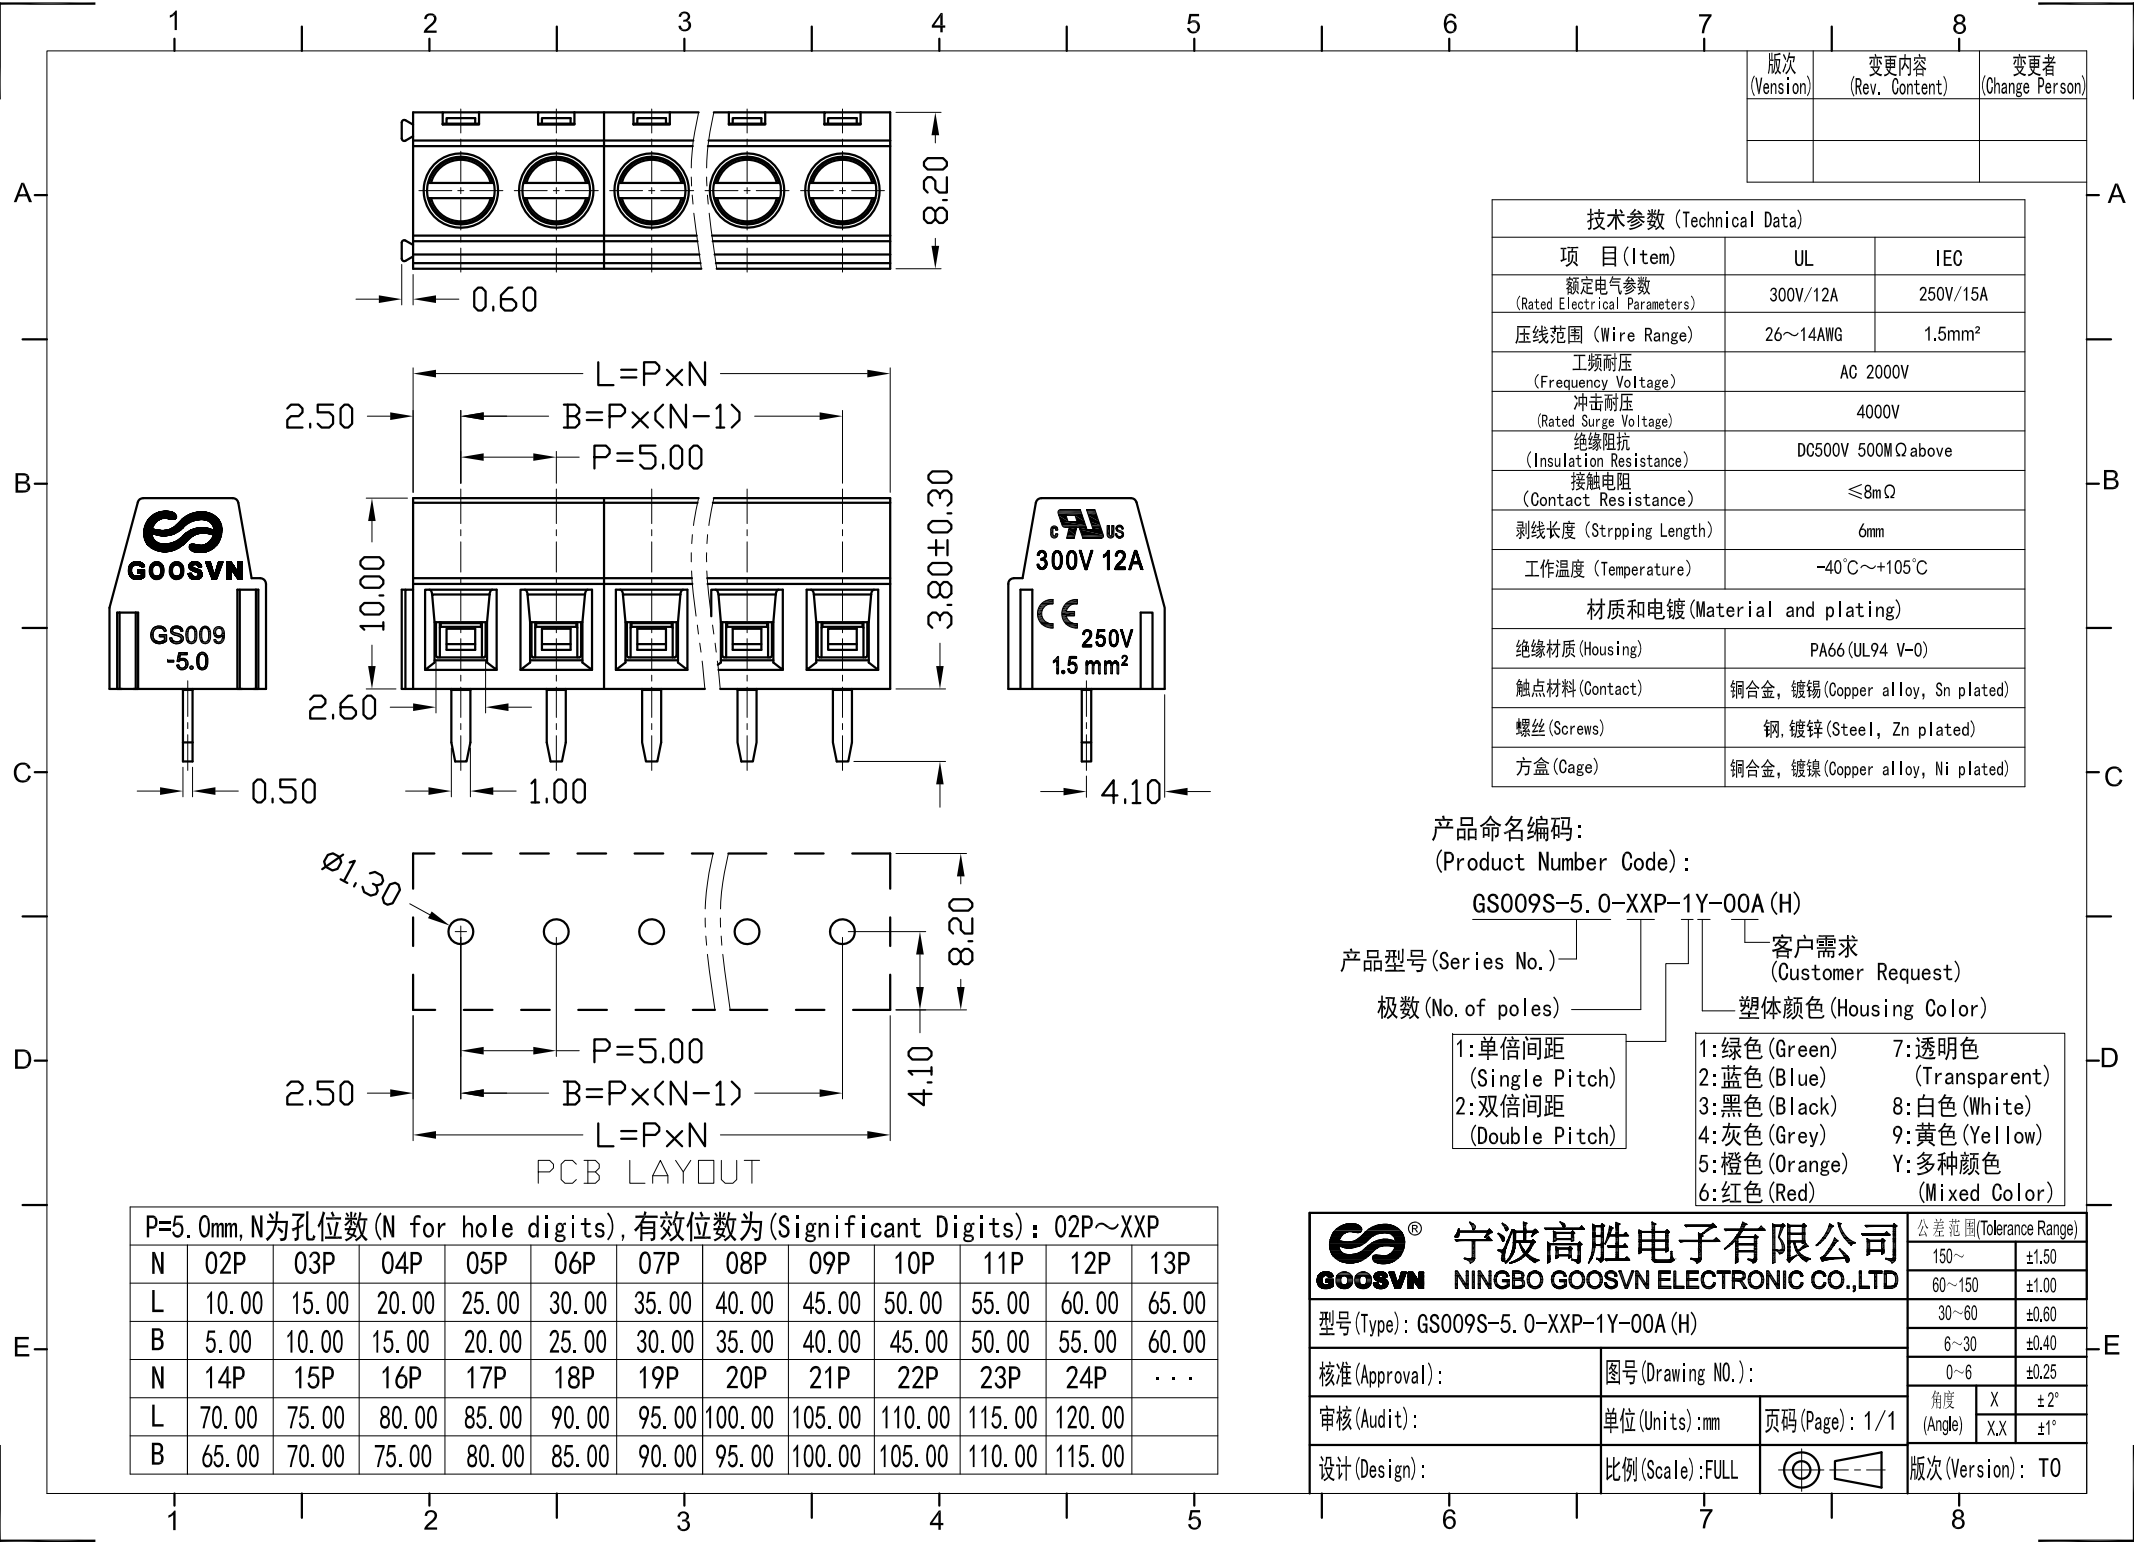 1 2 3 4 5 6 7 8
A
B
C
D
E
A
B
C
D
E
1 2 3 4 5 6 7 8
版次 变更内容 变更者
(Vension) (Rev. Content) (Change Person)
8.20
0.60
L=P×N
2.50 B=P×(N-1)
P=5.00
10.00
3.80±0.30
2.60
0.50
1.00
4.10
GOOSVN
GS009
-5.0
C UR US
300V 12A
CE
250V
1.5 mm²
ø1.30
8.20
4.10
P=5.00
2.50 B=P×(N-1)
L=P×N
PCB LAYOUT
技术参数 (Technical Data)
项 目(Item) UL IEC
额定电气参数
(Rated Electrical Parameters) 300V/12A 250V/15A
压线范围 (Wire Range) 26～14AWG 1.5mm²
工频耐压
(Frequency Voltage) AC 2000V
冲击耐压
(Rated Surge Voltage) 4000V
绝缘阻抗
(Insulation Resistance) DC500V 500MΩabove
接触电阻
(Contact Resistance) ≤8mΩ
剥线长度 (Strpping Length) 6mm
工作温度 (Temperature) -40℃～+105℃
材质和电镀(Material and plating)
绝缘材质(Housing) PA66(UL94 V-0)
触点材料(Contact) 铜合金, 镀锡(Copper alloy, Sn plated)
螺丝(Screws) 钢,镀锌(Steel, Zn plated)
方盒(Cage) 铜合金, 镀镍(Copper alloy, Ni plated)
产品命名编码:
(Product Number Code):
GS009S-5.0-XXP-1Y-00A(H)
客户需求
(Customer Request)
产品型号(Series No.)
极数(No.of poles)
塑体颜色(Housing Color)
1:单倍间距
(Single Pitch)
2:双倍间距
(Double Pitch)
1:绿色(Green) 7:透明色
2:蓝色(Blue) (Transparent)
3:黑色(Black) 8:白色(White)
4:灰色(Grey) 9:黄色(Yellow)
5:橙色(Orange) Y:多种颜色
6:红色(Red) (Mixed Color)
P=5.0mm,N为孔位数(N for hole digits),有效位数为(Significant Digits): 02P～XXP
N 02P 03P 04P 05P 06P 07P 08P 09P 10P 11P 12P 13P
L 10.00 15.00 20.00 25.00 30.00 35.00 40.00 45.00 50.00 55.00 60.00 65.00
B 5.00 10.00 15.00 20.00 25.00 30.00 35.00 40.00 45.00 50.00 55.00 60.00
N 14P 15P 16P 17P 18P 19P 20P 21P 22P 23P 24P ...
L 70.00 75.00 80.00 85.00 90.00 95.00 100.00 105.00 110.00 115.00 120.00
B 65.00 70.00 75.00 80.00 85.00 90.00 95.00 100.00 105.00 110.00 115.00
GOOSVN ®
宁波高胜电子有限公司
NINGBO GOOSVN ELECTRONIC CO.,LTD
型号(Type): GS009S-5.0-XXP-1Y-00A(H)
核准(Approval): 图号(Drawing NO.):
审核(Audit): 单位(Units):mm 页码(Page): 1/1
设计(Design): 比例(Scale):FULL
公差范围(Tolerance Range)
150～ ±1.50
60～150 ±1.00
30～60 ±0.60
6～30 ±0.40
0～6 ±0.25
角度 X ±2°
(Angle) X.X ±1°
版次(Version): T0